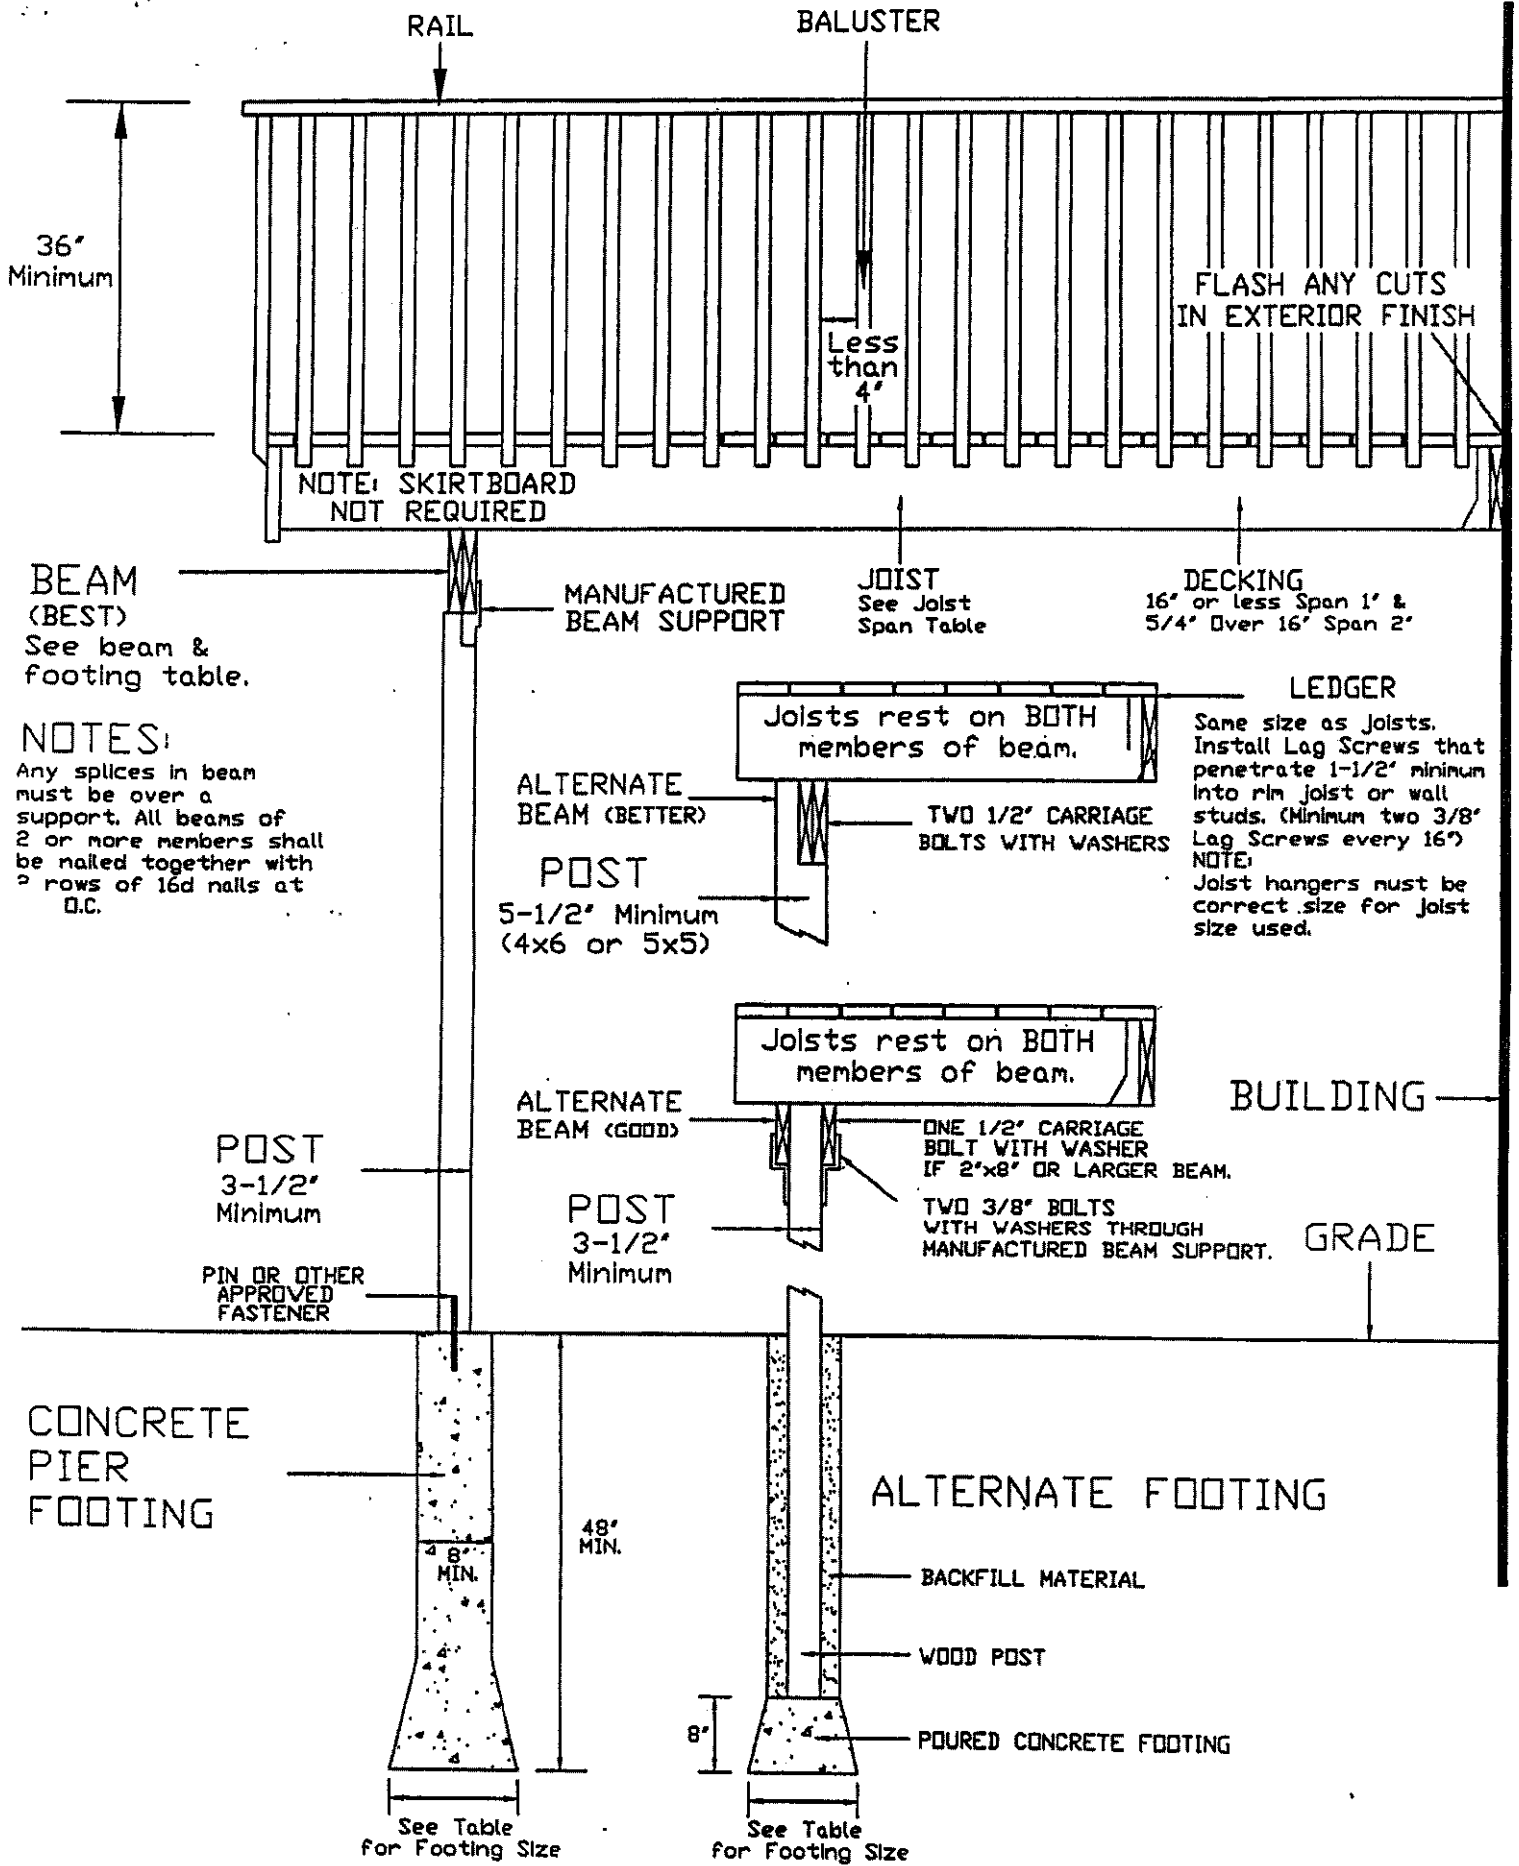 RAIL
BALUSTER
36"
Minimum
FLASH ANY CUTS
IN EXTERIOR FINISH
Less
than
4"
NOTE: SKIRTBOARD
NOT REQUIRED
BEAM
(BEST)
See beam &
footing table.
MANUFACTURED
BEAM SUPPORT
JOIST
See Joist
Span Table
DECKING
16" or less Span 1" &
5/4" Over 16" Span 2"
NOTES:
Any splices in beam
must be over a
support. All beams of
2 or more members shall
be nailed together with
rows of 16d nails at
O.C.
Joists rest on BOTH
members of beam.
LEDGER
Same size as joists.
Install Lag Screws that
penetrate 1-1/2" minimum
into rim joist or wall
studs. (Minimum two 3/8"
Lag Screws every 16")
NOTE:
Joist hangers must be
correct size for joist
size used.
ALTERNATE
BEAM (BETTER)
TWO 1/2" CARRIAGE
BOLTS WITH WASHERS
POST
5-1/2" Minimum
(4x6 or 5x5)
Joists rest on BOTH
members of beam.
ALTERNATE
BEAM (GOOD)
ONE 1/2" CARRIAGE
BOLT WITH WASHER
IF 2"x8" OR LARGER BEAM.
BUILDING
POST
3-1/2"
Minimum
POST
3-1/2"
Minimum
TWO 3/8" BOLTS
WITH WASHERS THROUGH
MANUFACTURED BEAM SUPPORT.
GRADE
PIN OR OTHER
APPROVED
FASTENER
CONCRETE
PIER
FOOTING
8"
MIN.
48"
MIN.
ALTERNATE FOOTING
BACKFILL MATERIAL
WOOD POST
8"
POURED CONCRETE FOOTING
See Table
for Footing Size
See Table
for Footing Size